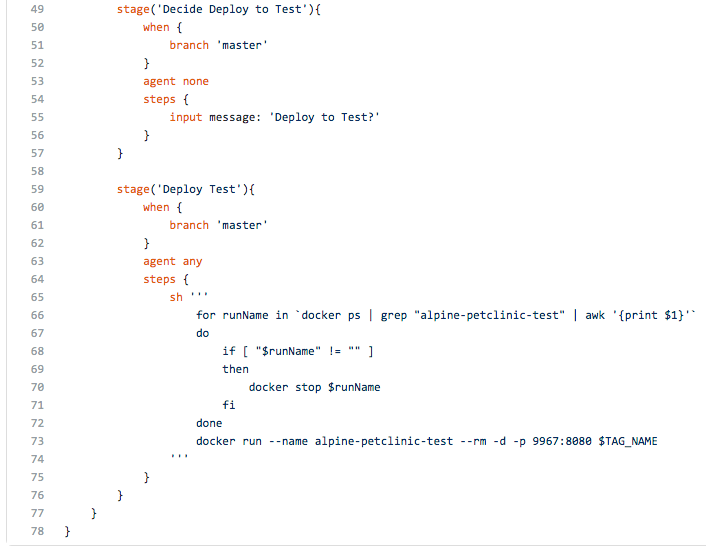 49 stage('Decide Deploy to Test'){
50 when {
51 branch 'master'
52 }
53 agent none
54 steps {
55 input message: 'Deploy to Test?'
56 }
57 }
58
59 stage('Deploy Test'){
60 when {
61 branch 'master'
62 }
63 agent any
64 steps {
65 sh '''
66 for runName in `docker ps | grep "alpine-petclinic-test" | awk '{print $1}'`
67 do
68 if [ "$runName" != "" ]
69 then
70 docker stop $runName
71 fi
72 done
73 docker run --name alpine-petclinic-test --rm -d -p 9967:8080 $TAG_NAME
74 '''
75 }
76 }
77 }
78 }